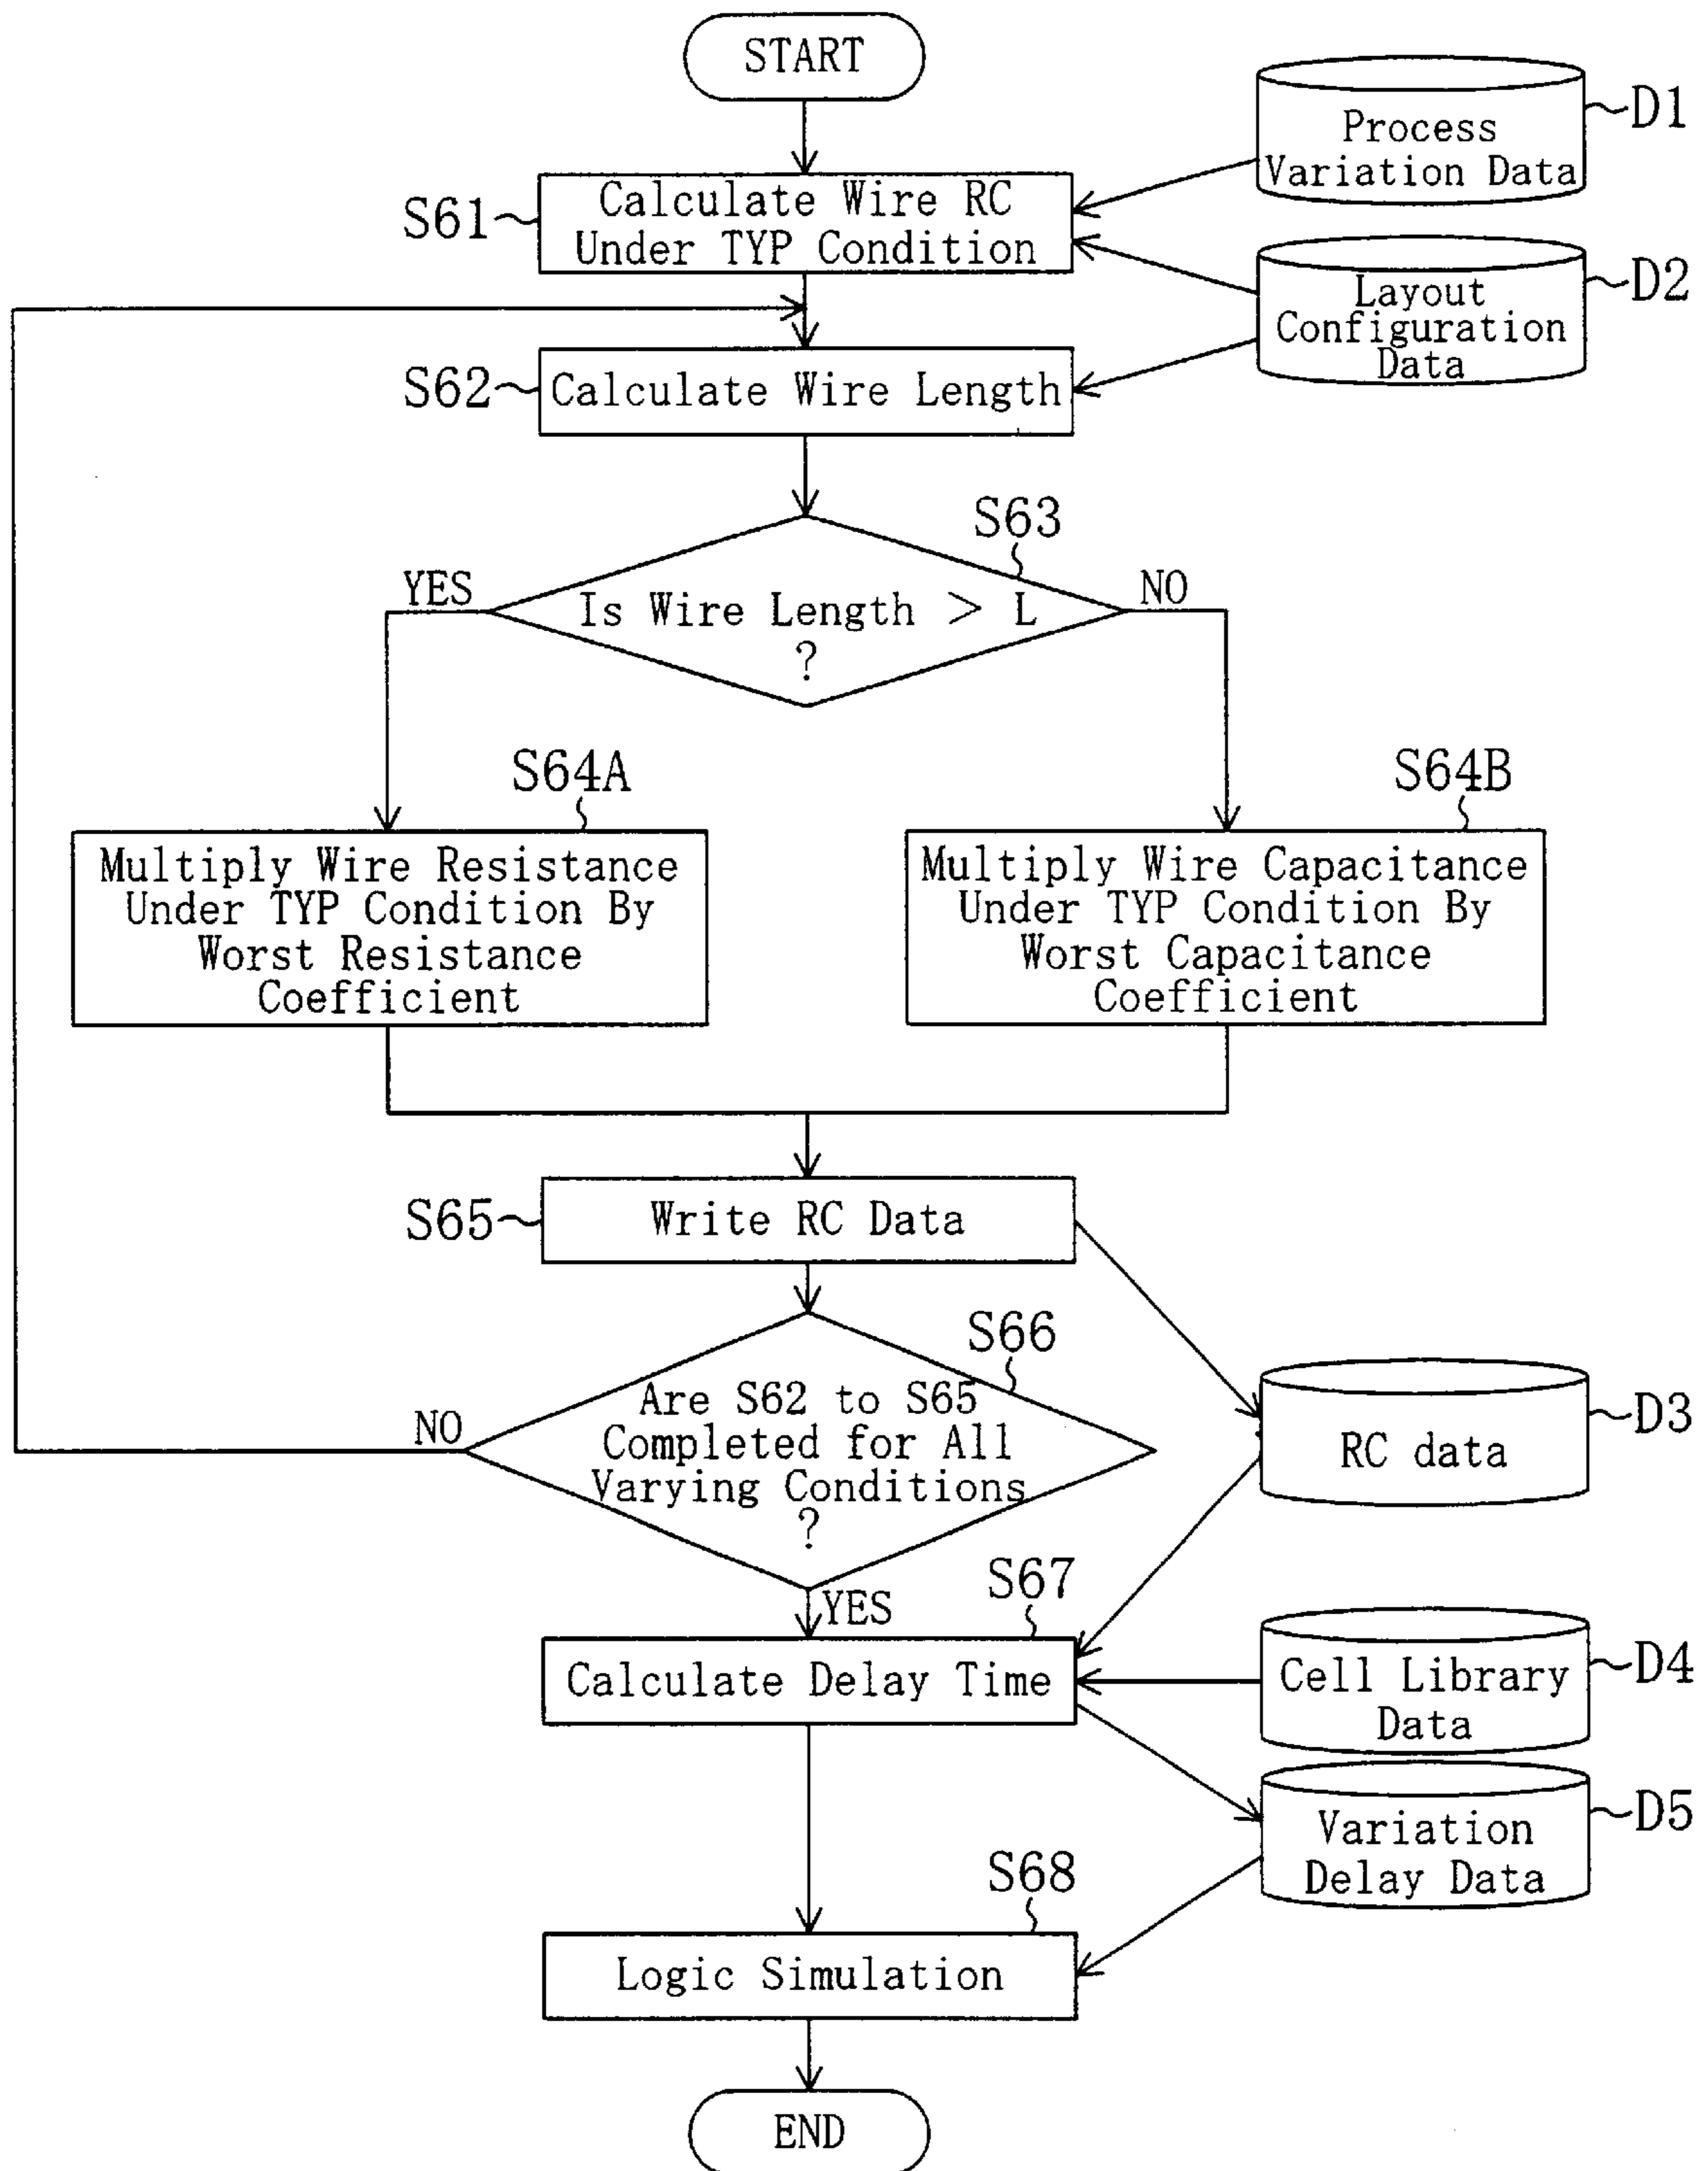 START
Process
Variation Data
D1
S61
Calculate Wire RC
Under TYP Condition
Layout
Configuration
Data
D2
S62
Calculate Wire Length
S63
YES
Is Wire Length > L
?
NO
S64A
Multiply Wire Resistance
Under TYP Condition By
Worst Resistance
Coefficient
S64B
Multiply Wire Capacitance
Under TYP Condition By
Worst Capacitance
Coefficient
S65
Write RC Data
S66
Are S62 to S65
Completed for All
Varying Conditions
?
NO
YES
RC data
D3
S67
Calculate Delay Time
Cell Library
Data
D4
Variation
Delay Data
D5
S68
Logic Simulation
END